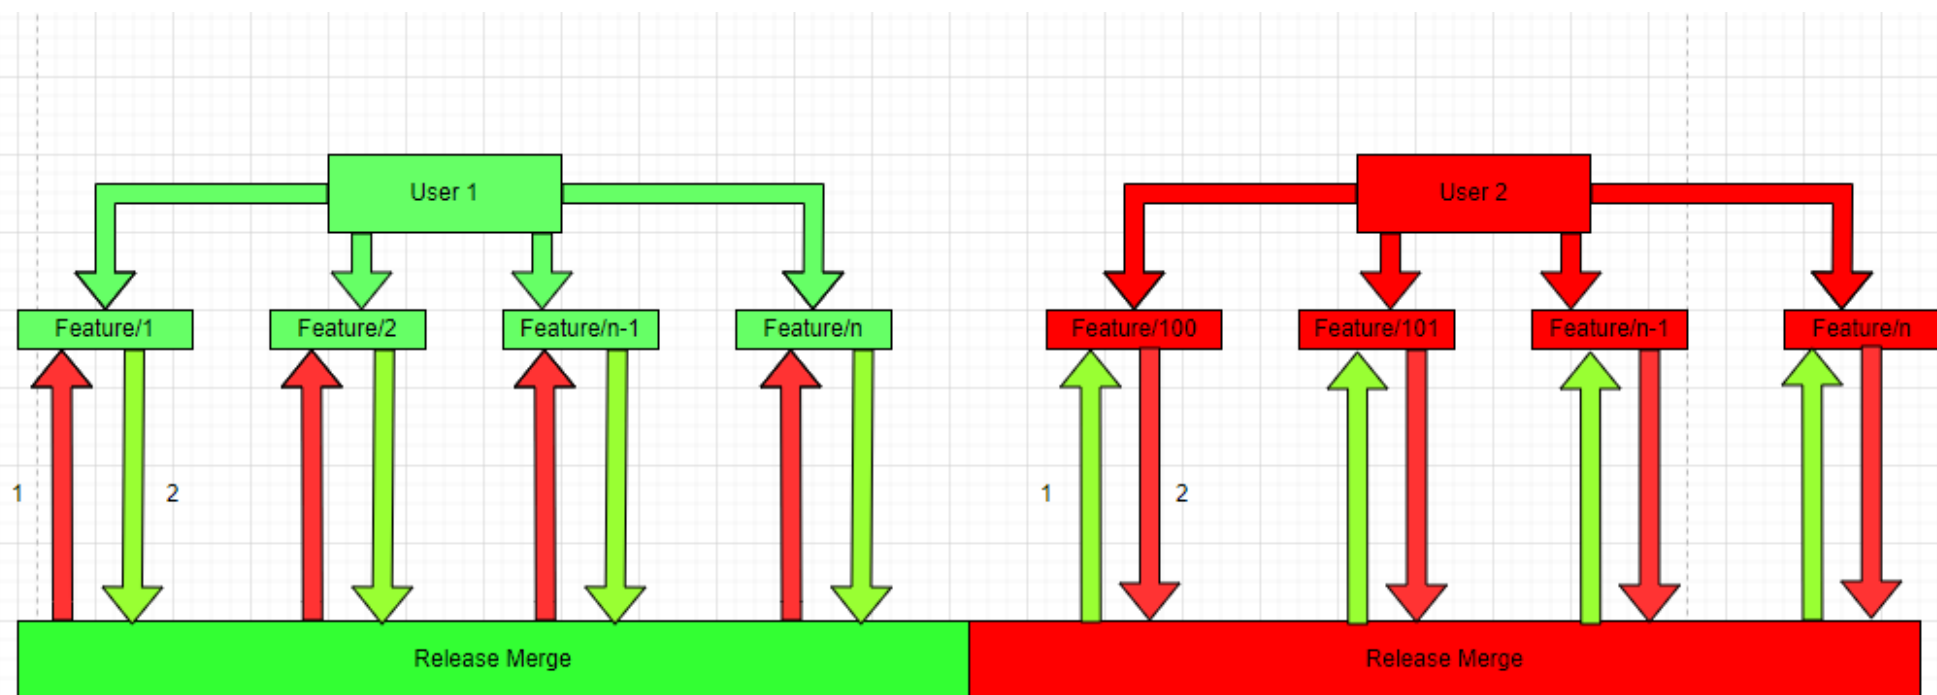 User 1
User 2
Feature/1
Feature/2
Feature/n-1
Feature/n
Feature/100
Feature/101
Feature/n-1
Feature/n
1
2
1
2
Release Merge
Release Merge